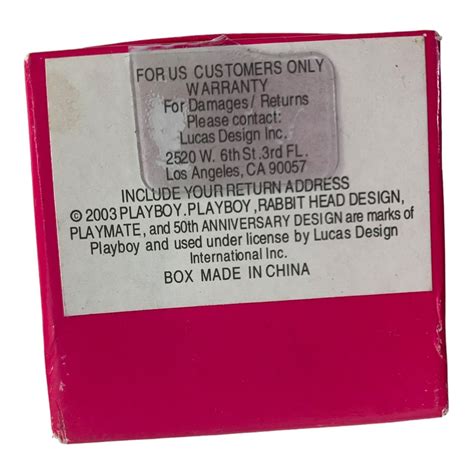 FOR US CUSTOMERS ONLY
WARRANTY
For Damages/ Returns
Please contact:
Lucas Design Inc.
2520 W. 6th St .3rd FL.
Los Angeles, CA 90057
INCLUDE YOUR RETURN ADDRESS
© 2003 PLAYBOY.PLAYBOY ,RABBIT HEAD DESIGN,
PLAYMATE, and 50th ANNIVERSARY DESIGN are marks of
Playboy and used under license by Lucas Design
International Inc.
BOX MADE IN CHINA